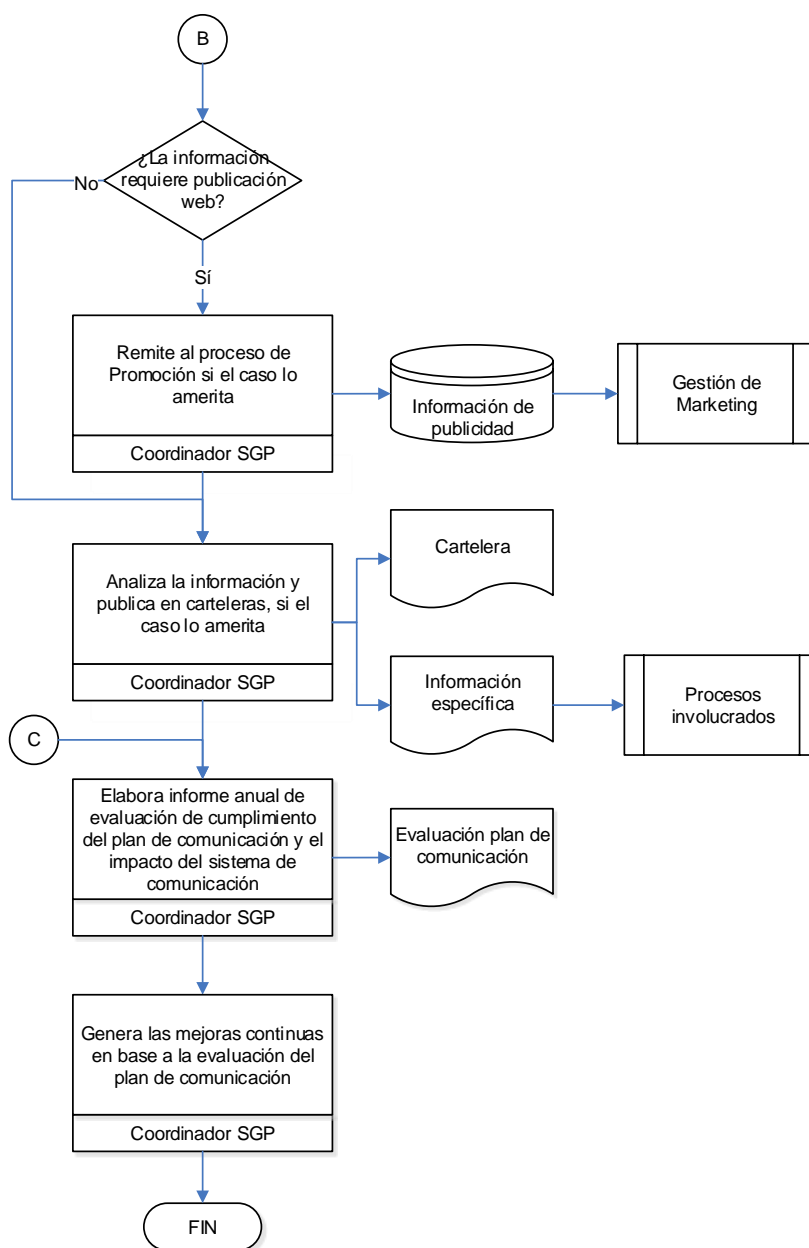 B
¿La información
requiere publicación
web?
No
Sí
Remite al proceso de
Promoción si el caso lo
amerita
Coordinador SGP
Información de
publicidad
Gestión de
Marketing
Analiza la información y
publica en carteleras, si el
caso lo amerita
Coordinador SGP
Cartelera
Información
específica
Procesos
involucrados
C
Elabora informe anual de
evaluación de cumplimiento
del plan de comunicación y el
impacto del sistema de
comunicación
Coordinador SGP
Evaluación plan de
comunicación
Genera las mejoras continuas
en base a la evaluación del
plan de comunicación
Coordinador SGP
FIN